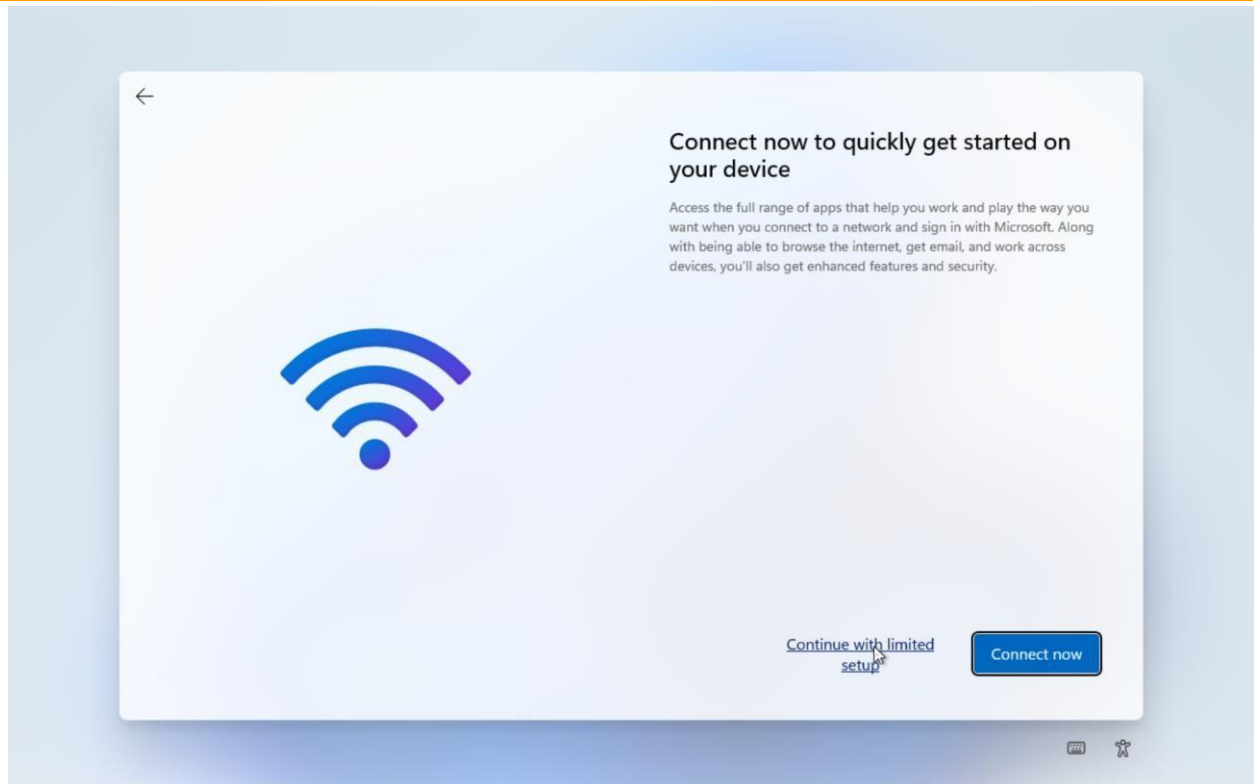 Connect now to quickly get started on
your device
Access the full range of apps that help you work and play the way you
want when you connect to a network and sign in with Microsoft. Along
with being able to browse the internet, get email, and work across
devices, you'll also get enhanced features and security.
Continue with limited
setup
Connect now